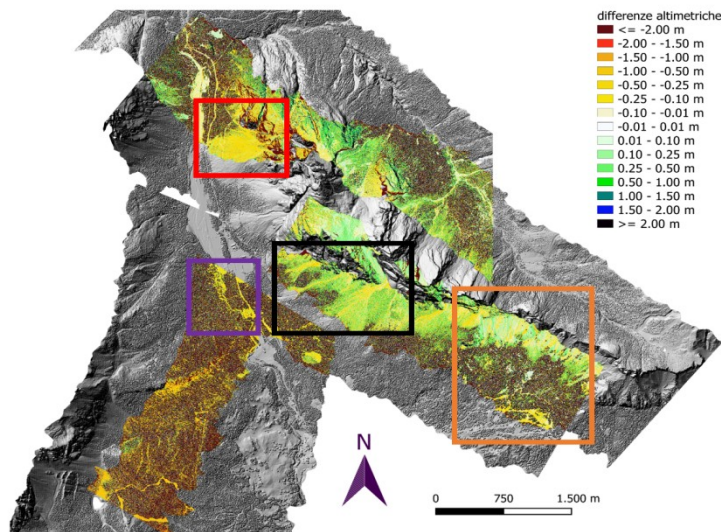 differenze altimetriche
<= -2.00 m
-2.00 - -1.50 m
-1.50 - -1.00 m
-1.00 - -0.50 m
-0.50 - -0.25 m
-0.25 - -0.10 m
-0.10 - -0.01 m
-0.01 - 0.01 m
0.01 - 0.10 m
0.10 - 0.25 m
0.25 - 0.50 m
0.50 - 1.00 m
1.00 - 1.50 m
1.50 - 2.00 m
>= 2.00 m
N
0 750 1.500 m